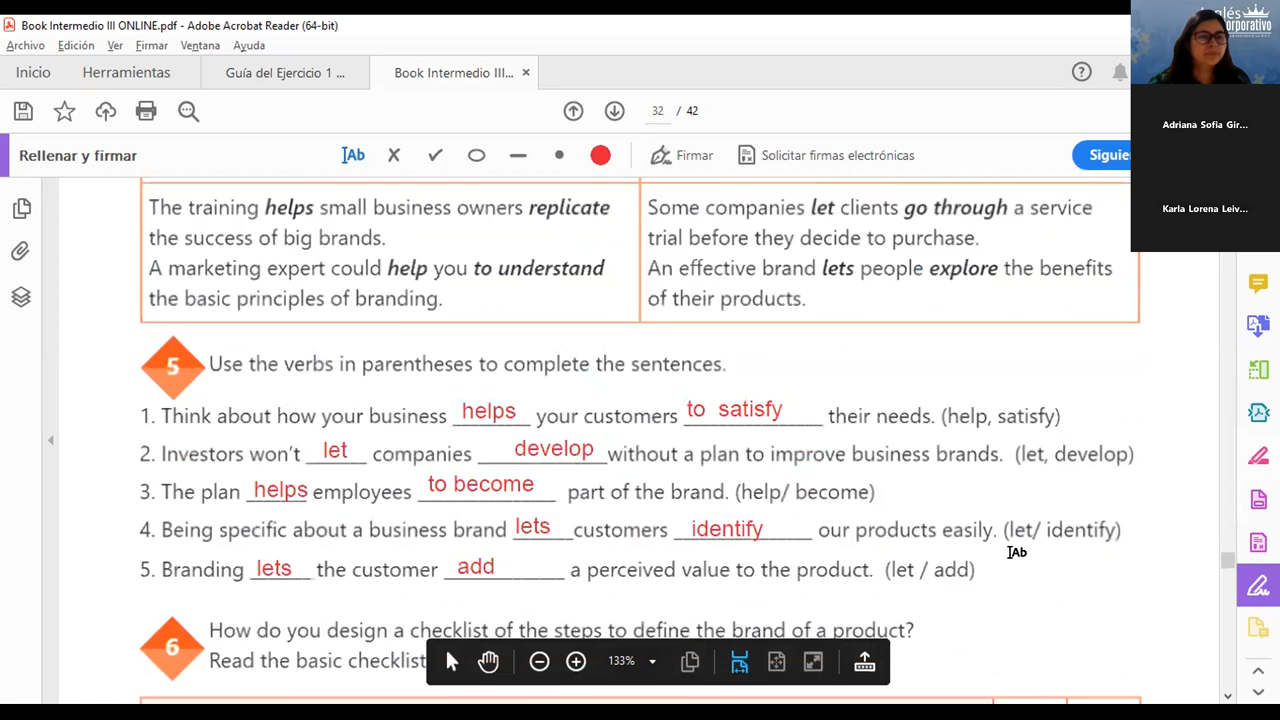 Book Intermedio III ONLINE.pdf - Adobe Acrobat Reader (64-bit)
Archivo Edición Ver Firmar Ventana Ayuda
Inicio Herramientas Guía del Ejercicio 1 ... Book Intermedio III... ×
32 / 42
Rellenar y firmar Ab Firmar Solicitar firmas electrónicas Siguie
The training helps small business owners replicate
the success of big brands.
A marketing expert could help you to understand
the basic principles of branding.
Some companies let clients go through a service
trial before they decide to purchase.
An effective brand lets people explore the benefits
of their products.
5 Use the verbs in parentheses to complete the sentences.
1. Think about how your business helps your customers to satisfy their needs. (help, satisfy)
2. Investors won't let companies develop without a plan to improve business brands. (let, develop)
3. The plan helps employees to become part of the brand. (help/ become)
4. Being specific about a business brand lets customers identify our products easily. (let/ identify)
Ab
5. Branding lets the customer add a perceived value to the product. (let / add)
6 How do you design a checklist of the steps to define the brand of a product?
Read the basic checklist
133%
Adriana Sofia Gir...
Karla Lorena Leiv...